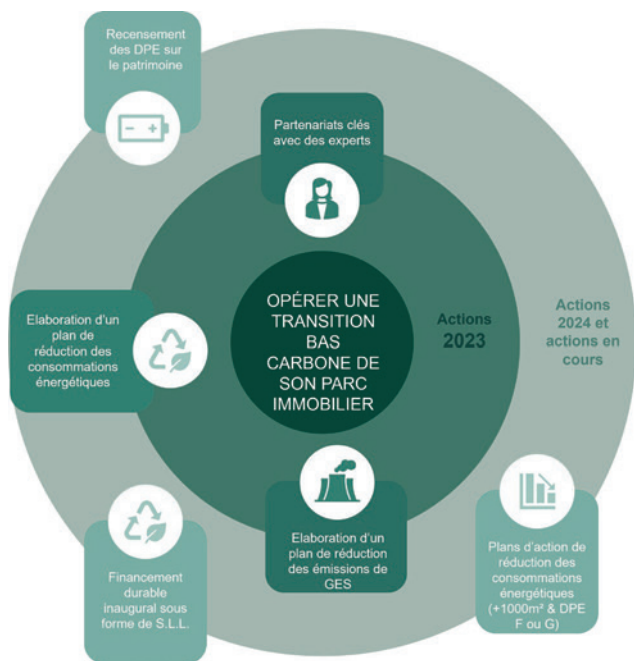 Recensement
des DPE sur
le patrimoine
Partenariats clés
avec des experts
OPÉRER UNE
TRANSITION
BAS
CARBONE DE
SON PARC
IMMOBILIER
Actions
2023
Actions
2024 et
actions en
cours
Elaboration d'un
plan de
réduction des
consommations
énergétiques
Financement
durable
inaugural sous
forme de S.L.L.
Elaboration d'un
plan de réduction
des émissions de
GES
Plans d'action de
réduction des
consommations
énergétiques
(+1000m² & DPE
F ou G)